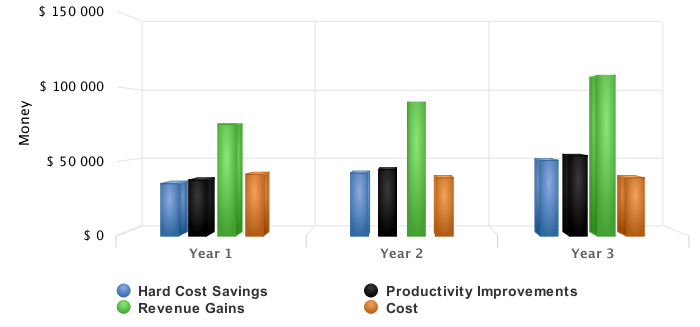 $ 150 000
$ 100 000
$ 50 000
$ 0
Money
Year 1
Year 2
Year 3
Hard Cost Savings
Productivity Improvements
Revenue Gains
Cost